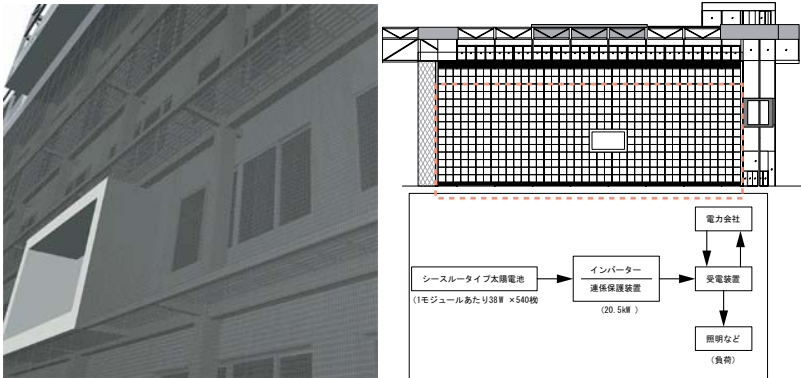 電力会社
シースルータイプ太陽電池
(1モジュールあたり38W ×540枚)
インバーター
連係保護装置
(20.5kW )
受電装置
照明など
(負荷)